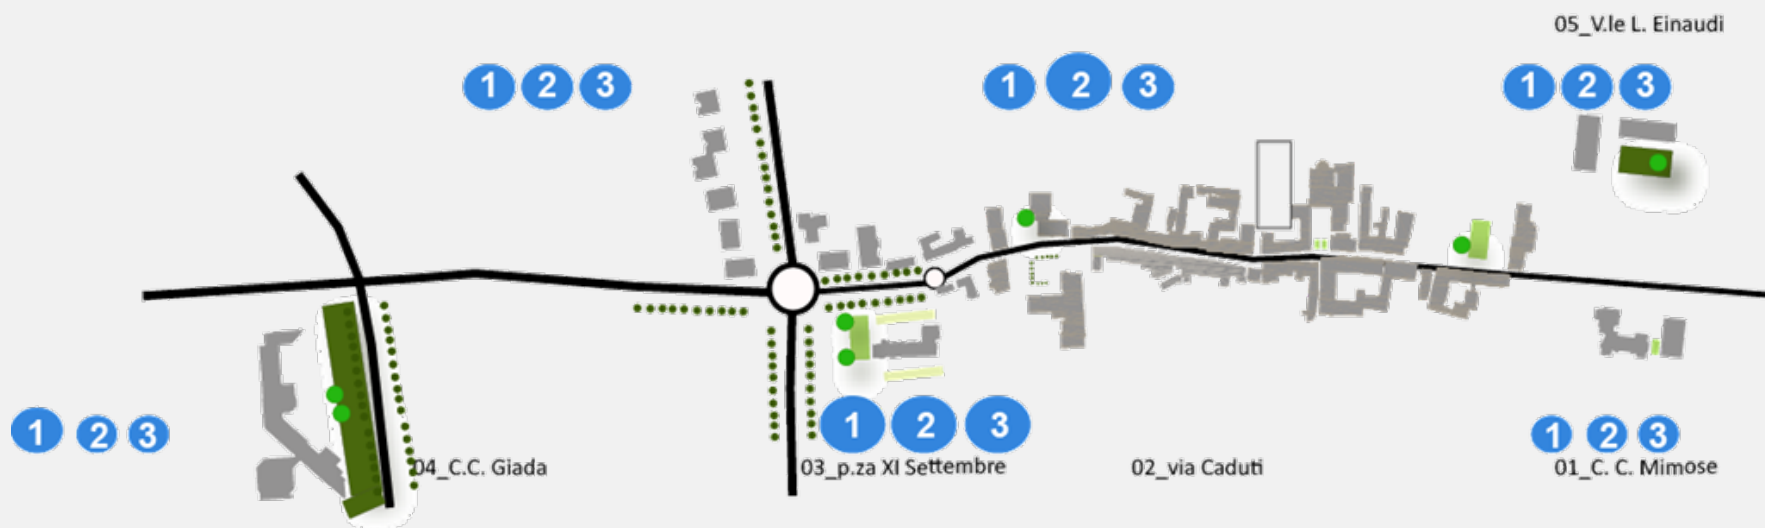 05_V.le L. Einaudi
1 2 3
1 2 3
1 2 3
1 2 3
1 2 3
1 2 3
04_C.C. Giada
03_p.za XI Settembre
02_via Caduti
01_C. C. Mimose